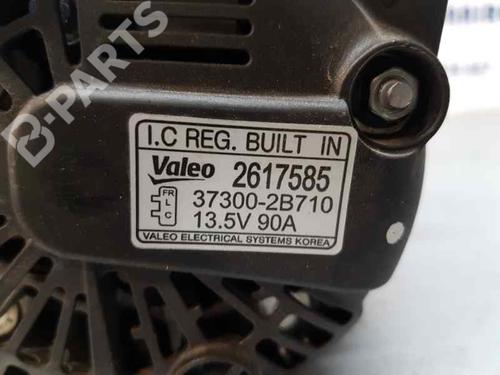 B-PARTS
I.C REG. BUILT IN
Valeo 2617585
FR
L
C
37300-2B710
13.5V 90A
VALEO ELECTRICAL SYSTEMS KOREA